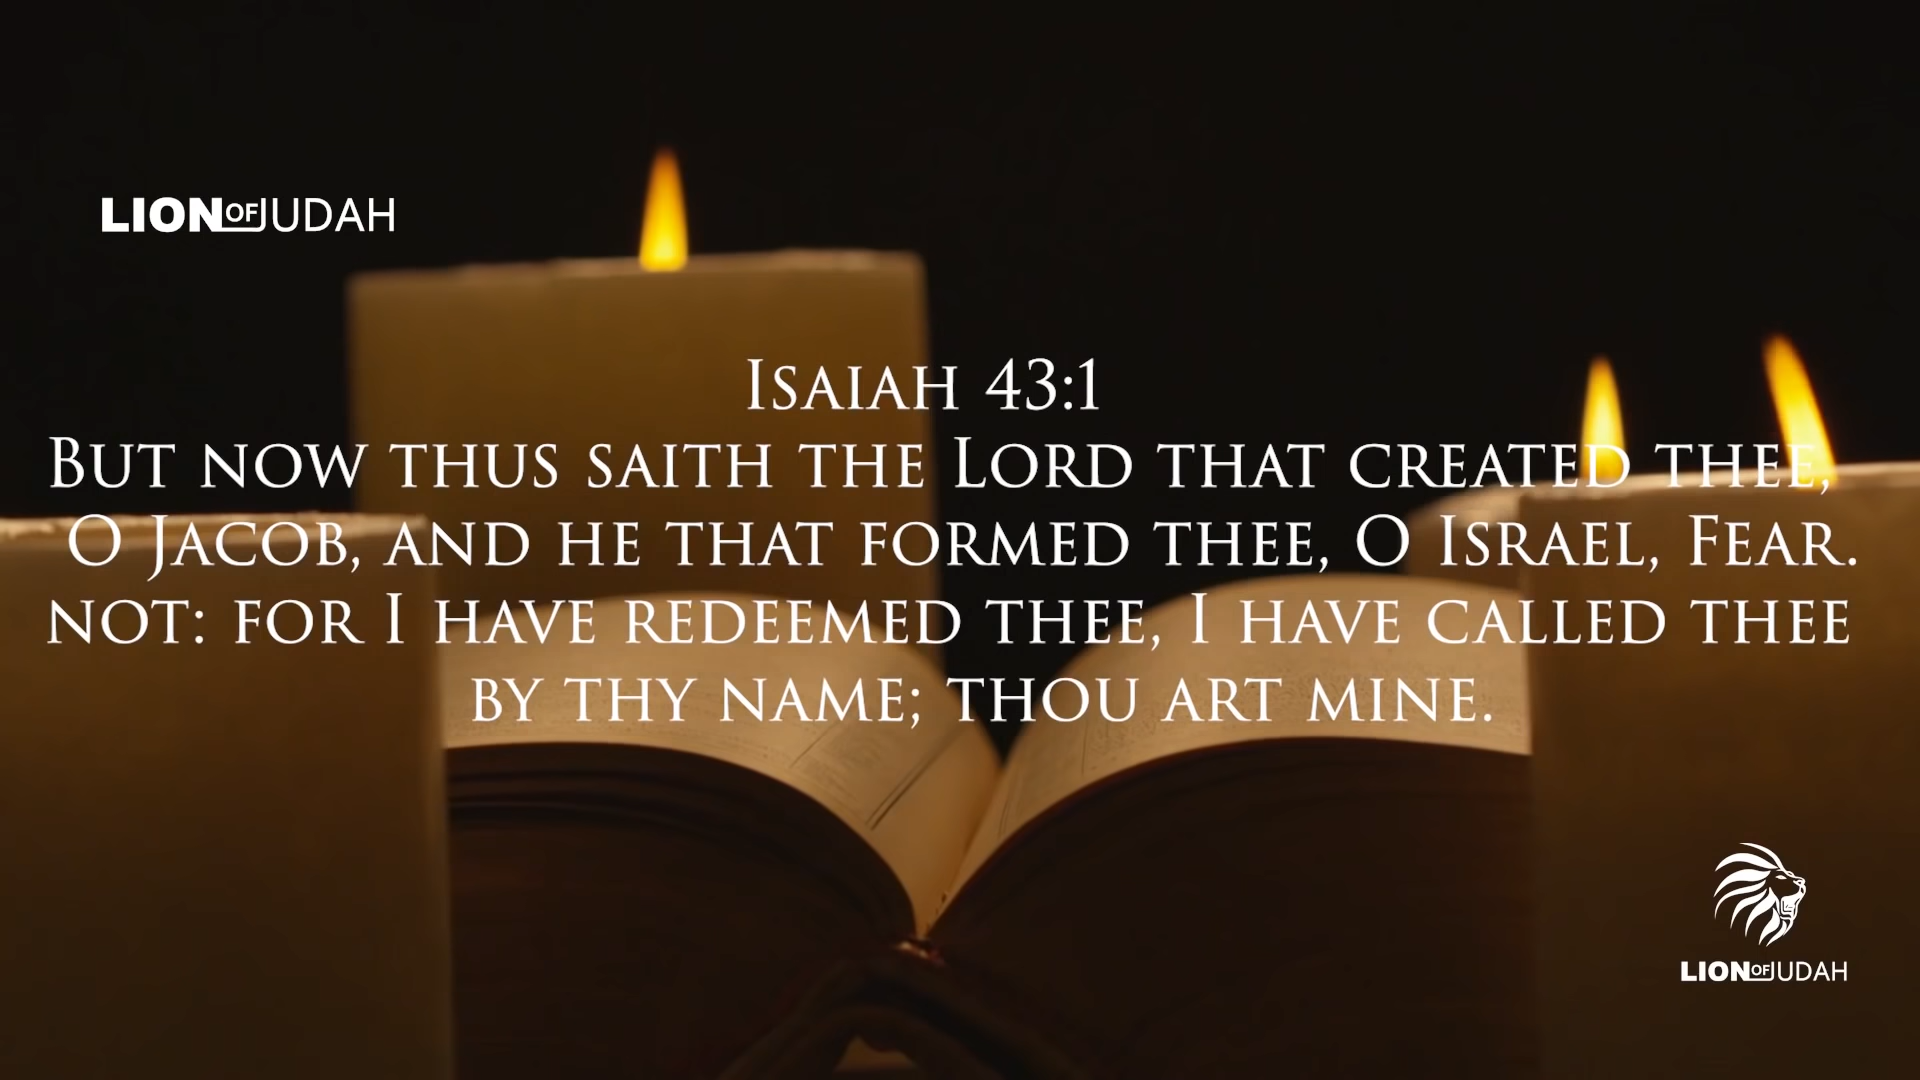 LION OF JUDAH
Isaiah 43:1
But now thus saith the Lord that created thee,
O Jacob, and he that formed thee, O Israel, Fear.
not: for I have redeemed thee, I have called thee
by thy name; thou art mine.
LION OF JUDAH